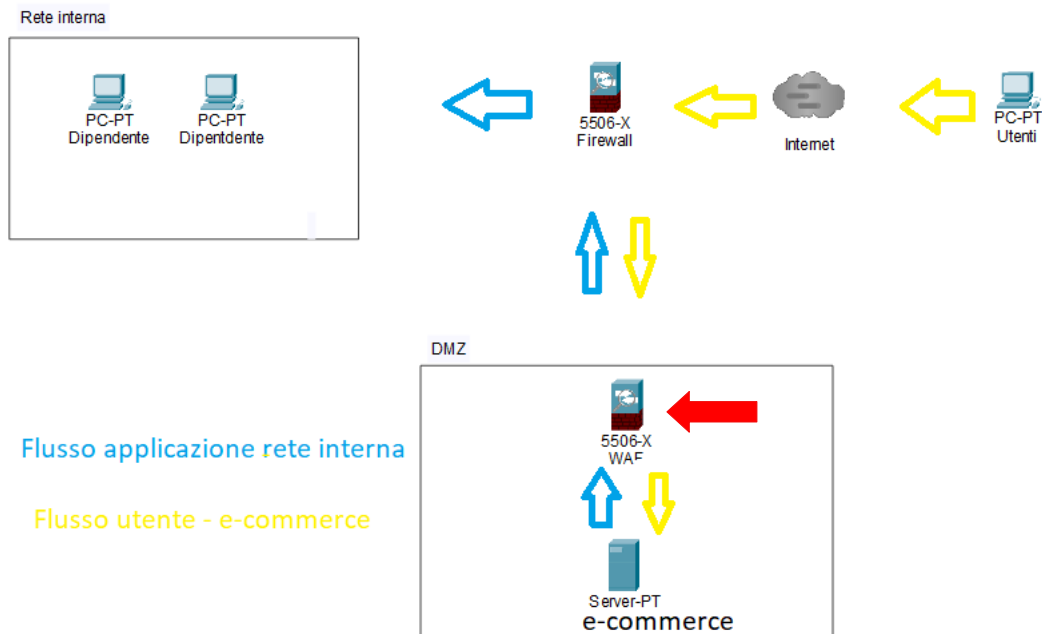 Rete interna
PC-PT
Dipendente
PC-PT
Dipentdente
5506-X
Firewall
Internet
PC-PT
Utenti
DMZ
5506-X
WAF
Flusso applicazione rete interna
Flusso utente - e-commerce
Server-PT
e-commerce